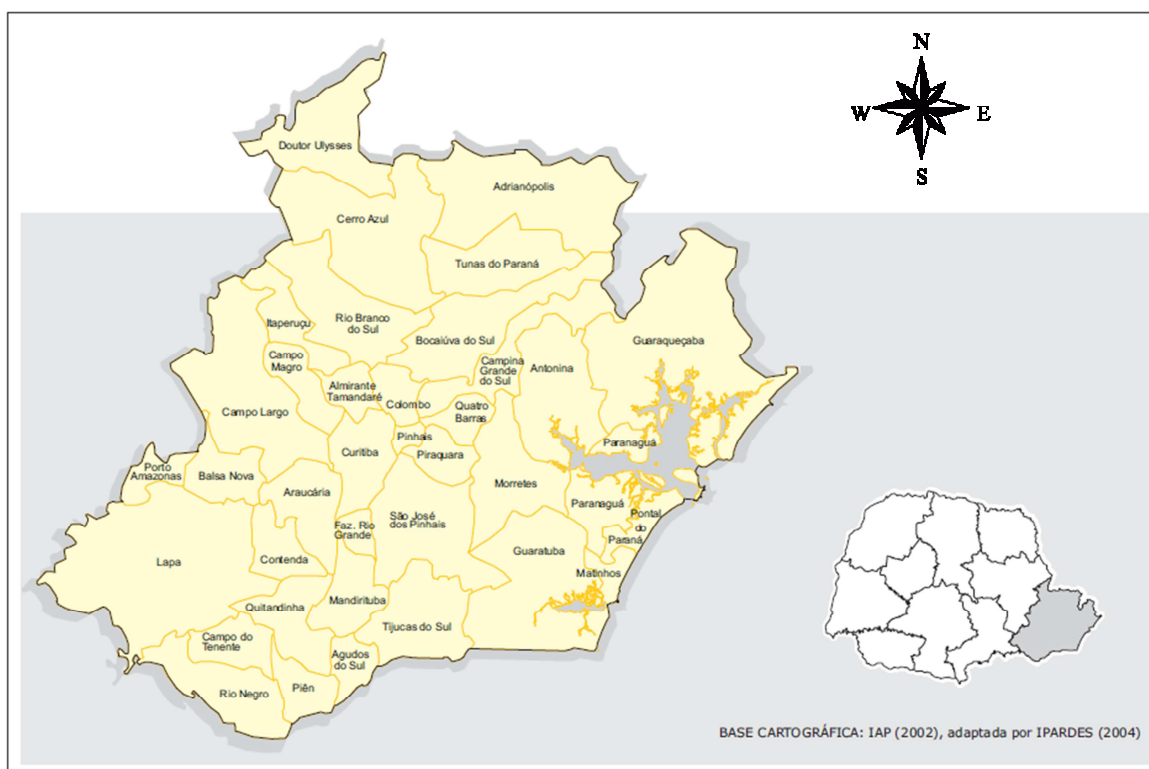 N
W
E
S
Doutor Ulysses
Adrianópolis
Cerro Azul
Tunas do Paraná
Itaperuçu
Rio Branco
do Sul
Bocaiúva do Sul
Guaraqueçaba
Campo
Magro
Campina
Grande
do Sul
Antonina
Almirante
Tamandaré
Colombo
Quatro
Barras
Campo Largo
Pinhais
Paranaguá
Curitiba
Piraquara
Porto
Amazonas
Balsa Nova
Araucária
Morretes
Paranaguá
Pontal
do
Paraná
São José
dos Pinhais
Faz. Rio
Grande
Guaratuba
Lapa
Contenda
Matinhos
Quitandinha
Mandirituba
Tijucas do Sul
Campo do
Tenente
Agudos
do Sul
Rio Negro
Piên
BASE CARTOGRÁFICA: IAP (2002), adaptada por IPARDES (2004)